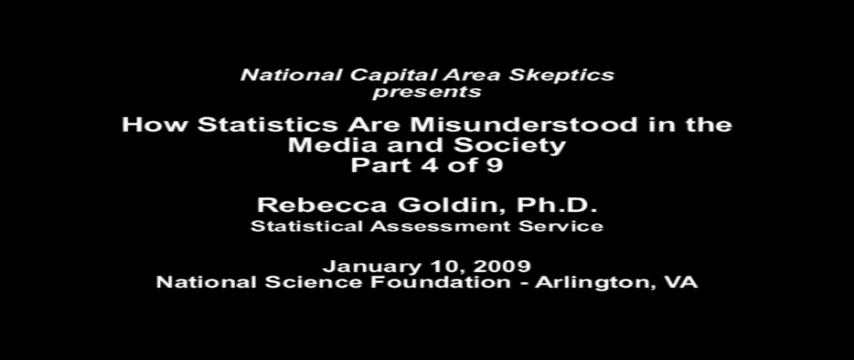 National Capital Area Skeptics
presents
How Statistics Are Misunderstood in the
Media and Society
Part 4 of 9
Rebecca Goldin, Ph.D.
Statistical Assessment Service
January 10, 2009
National Science Foundation - Arlington, VA